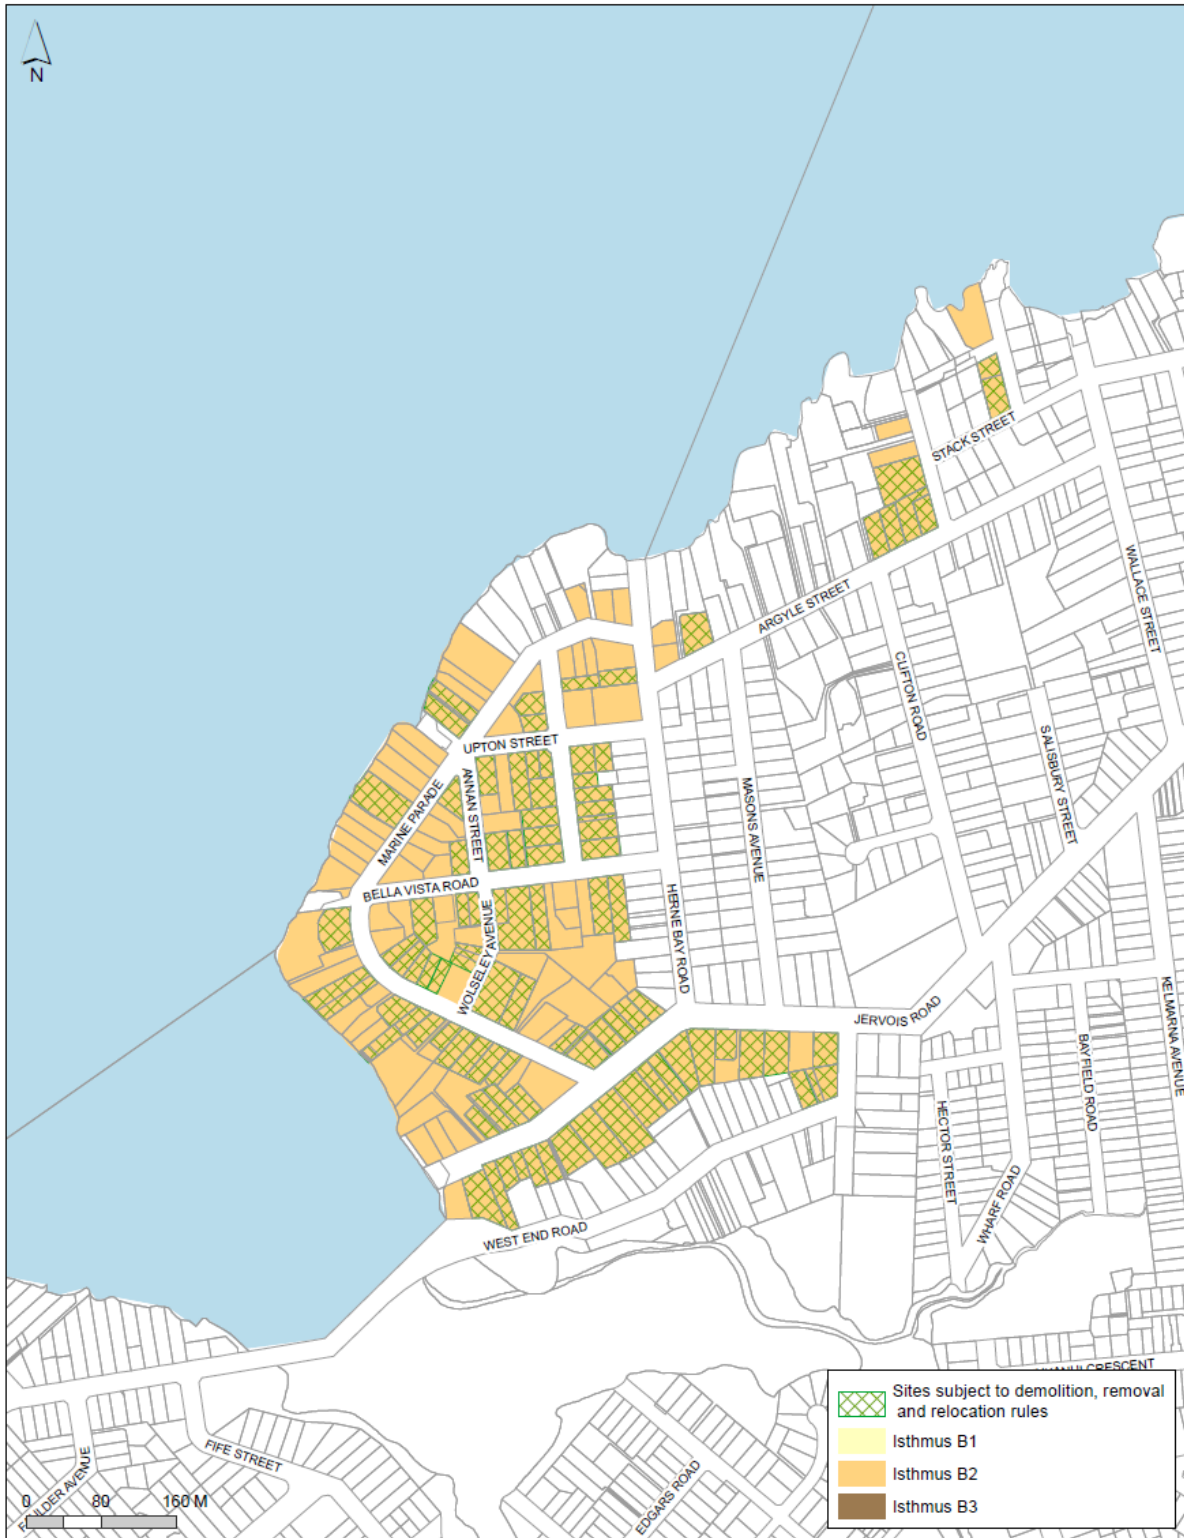 N
STACK STREET
WALLACE STREET
ARGYLE STREET
CLIFTON ROAD
SALISBURY STREET
UPTON STREET
ANNAN STREET
MARINE PARADE
MASONS AVENUE
BELLA VISTA ROAD
HERNE BAY ROAD
WOLSELEY AVENUE
JERVOIS ROAD
KELMARNA AVENUE
BAYFIELD ROAD
HECTOR STREET
WHARF ROAD
WEST END ROAD
CRESCENT
FIFE STREET
AVENUE
EDGARS ROAD
0 80 160 M
Sites subject to demolition, removal
and relocation rules
Isthmus B1
Isthmus B2
Isthmus B3